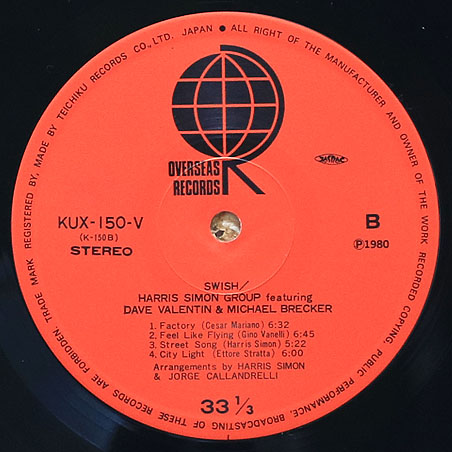 TRADE MARK REGISTERED BY, MADE BY TEICHIKU RECORDS CO., LTD. JAPAN ● ALL RIGHT OF THE MANUFACTURER AND OWNER OF THE WORK RECORDED COPYING, PUBLIC PERFORMANCE, BROADCASTING OF THESE RECORDS ARE FORBIDDEN
OVERSEAS
RECORDS
KUX-150-V
(K-150B)
STEREO
B
Ⓟ1980
SWISH/
HARRIS SIMON GROUP featuring
DAVE VALENTIN & MICHAEL BRECKER
1. Factory (Cesar Mariano) 6:32
2. Feel Like Flying (Gino Vanelli) 6:45
3. Street Song (Harris Simon) 5:22
4. City Light (Ettore Stratta) 6:00
Arrangements by HARRIS SIMON
& JORGE CALLANDRELLI
33 1/3